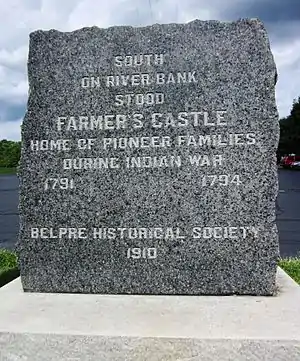 SOUTH
ON RIVER BANK
STOOD
FARMER'S CASTLE
HOME OF PIONEER FAMILIES
DURING INDIAN WAR
1791 1794
BELPRE HISTORICAL SOCIETY
1910